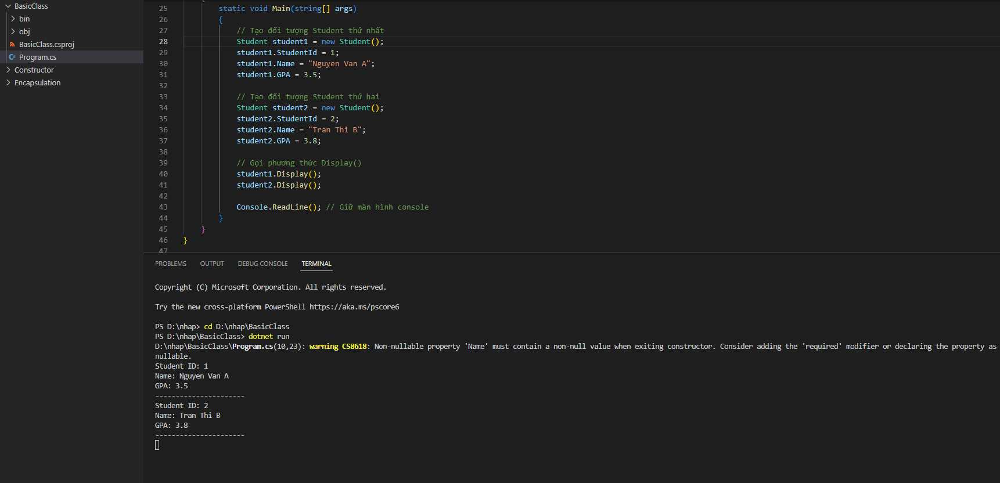 BasicClass
bin
obj
BasicClass.csproj
Program.cs
Constructor
Encapsulation
25 static void Main(string[] args)
26 {
27 // Tạo đối tượng Student thứ nhất
28 Student student1 = new Student();
29 student1.StudentId = 1;
30 student1.Name = "Nguyen Van A";
31 student1.GPA = 3.5;
32
33 // Tạo đối tượng Student thứ hai
34 Student student2 = new Student();
35 student2.StudentId = 2;
36 student2.Name = "Tran Thi B";
37 student2.GPA = 3.8;
38
39 // Gọi phương thức Display()
40 student1.Display();
41 student2.Display();
42
43 Console.ReadLine(); // Giữ màn hình console
44 }
45 }
46 }
47
PROBLEMS OUTPUT DEBUG CONSOLE TERMINAL
Copyright (C) Microsoft Corporation. All rights reserved.
Try the new cross-platform PowerShell https://aka.ms/pscore6
PS D:\nhap> cd D:\nhap\BasicClass
PS D:\nhap\BasicClass> dotnet run
D:\nhap\BasicClass\Program.cs(10,23): warning CS8618: Non-nullable property 'Name' must contain a non-null value when exiting constructor. Consider adding the 'required' modifier or declaring the property as
nullable.
Student ID: 1
Name: Nguyen Van A
GPA: 3.5
----------------------
Student ID: 2
Name: Tran Thi B
GPA: 3.8
----------------------